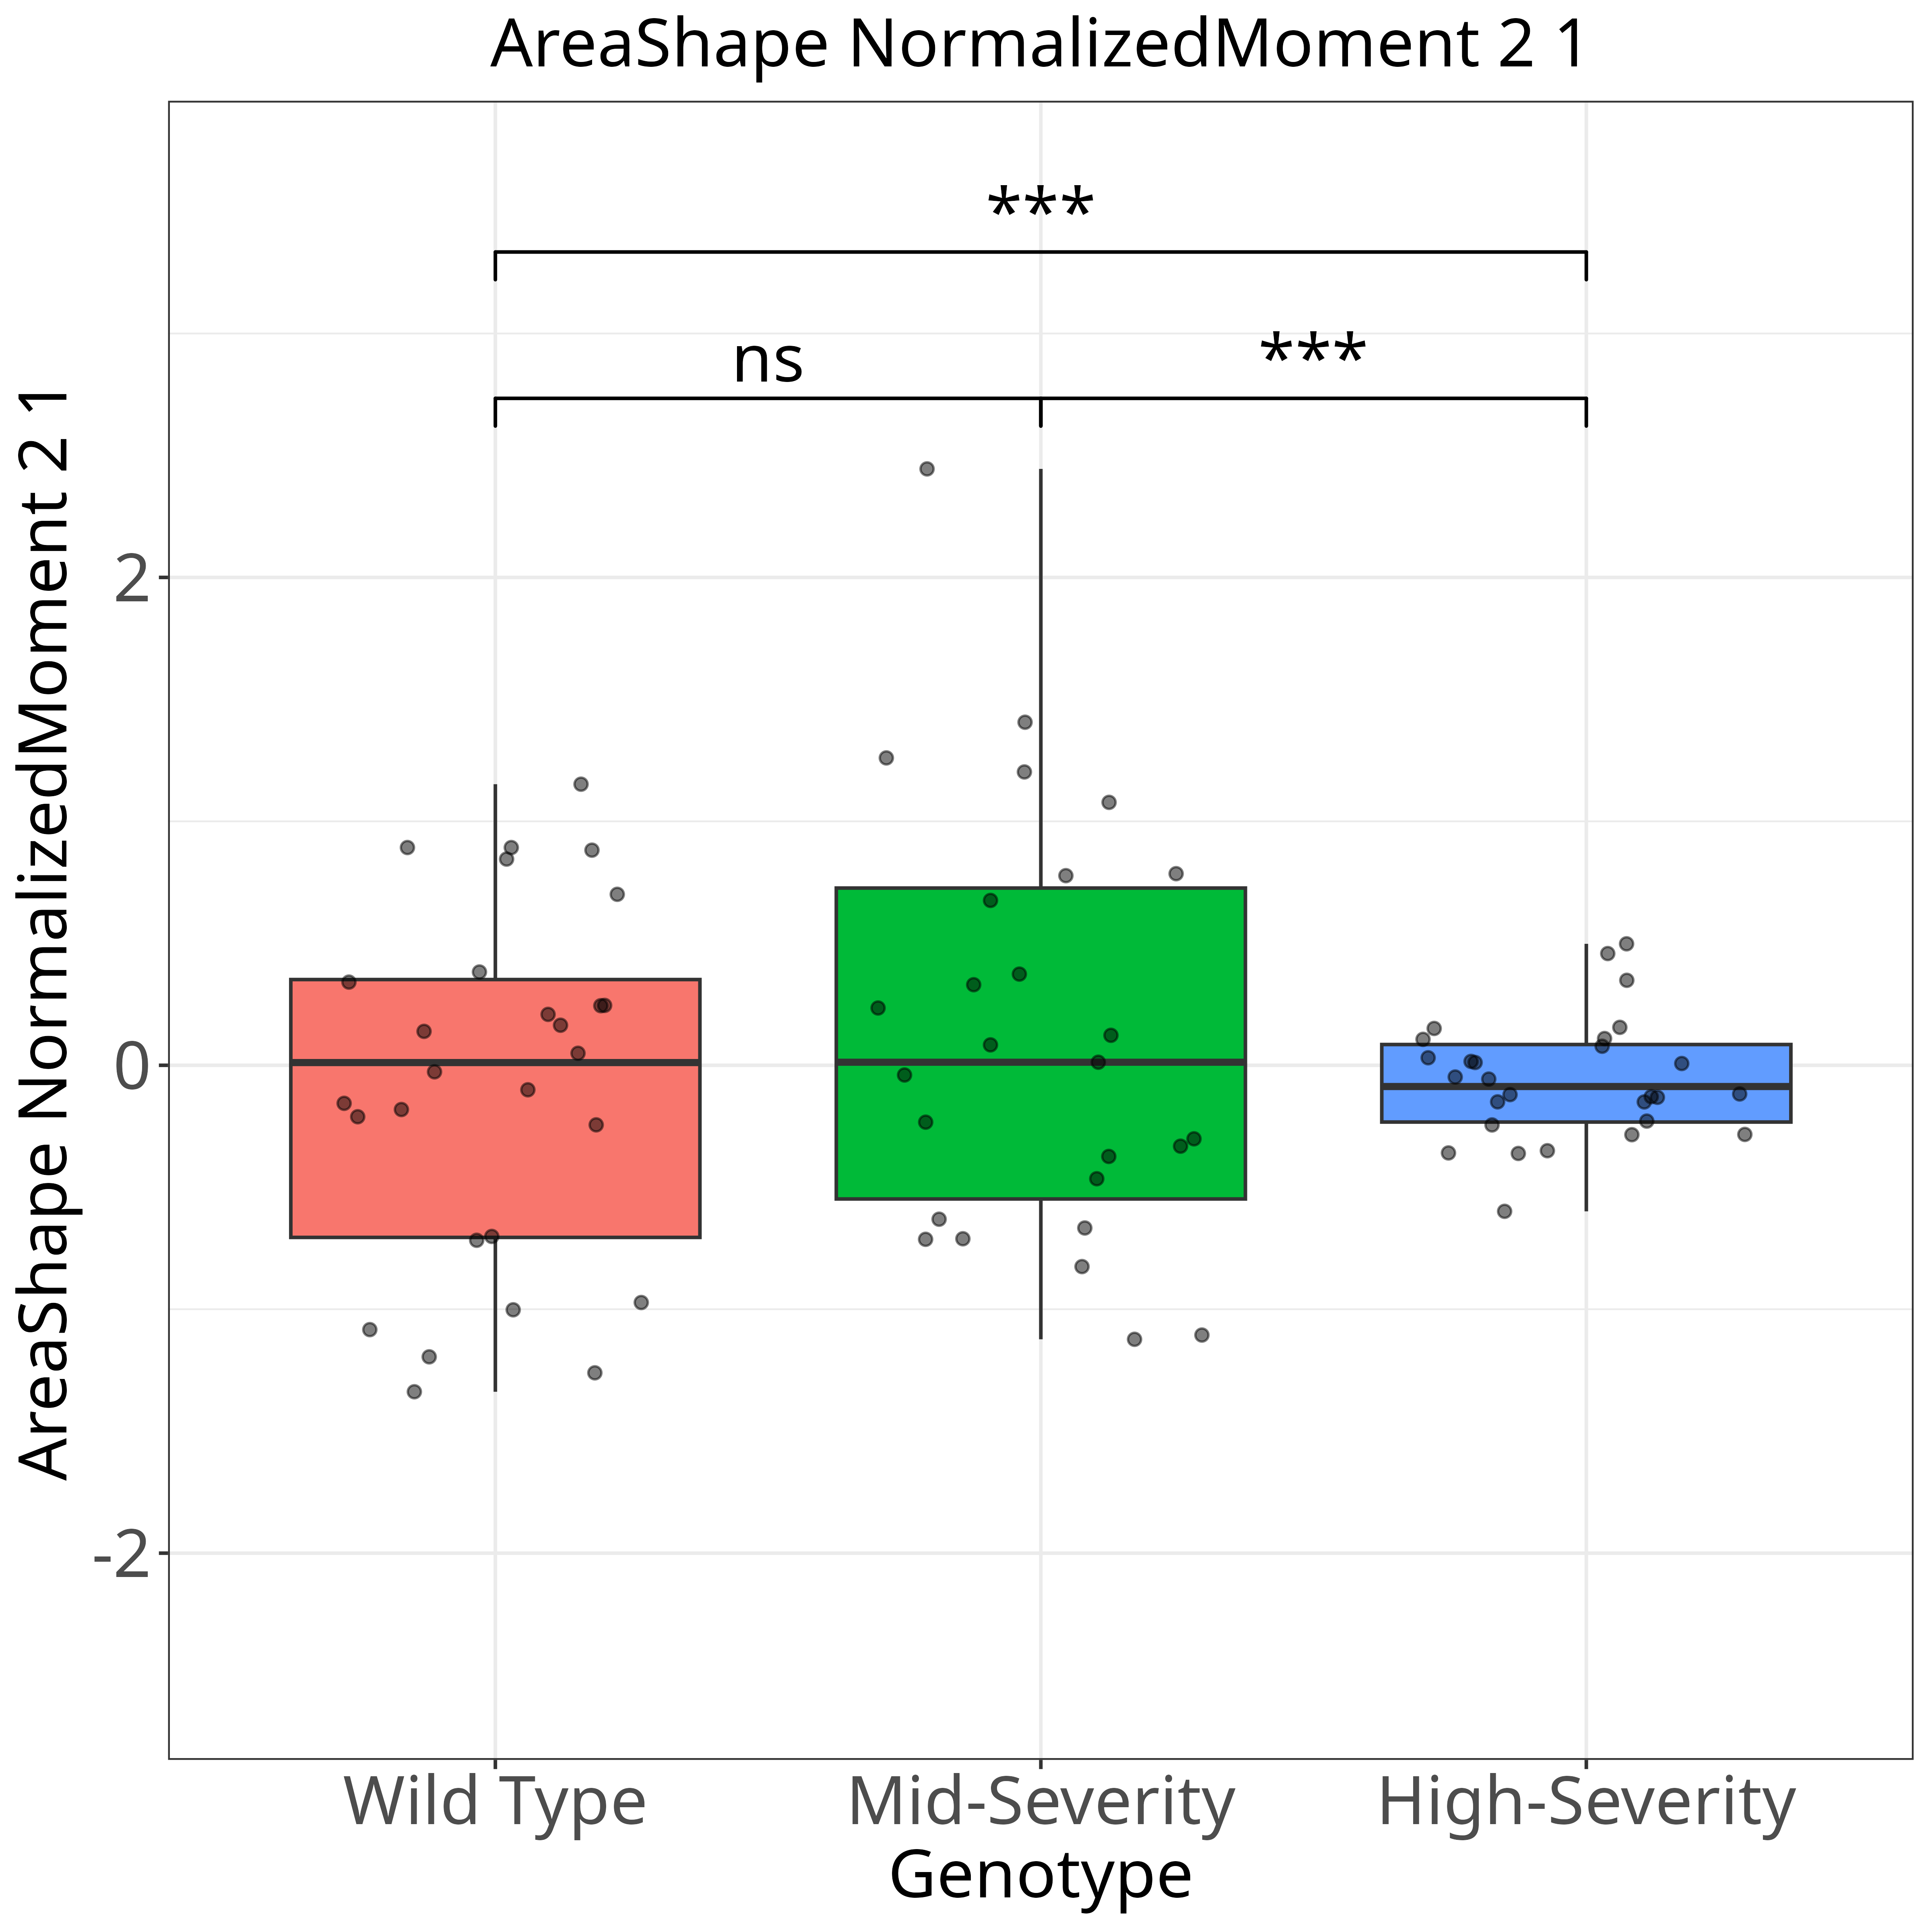 AreaShape NormalizedMoment 2 1
***
ns
***
AreaShape NormalizedMoment 2 1
2
0
-2
Wild Type
Mid-Severity
High-Severity
Genotype